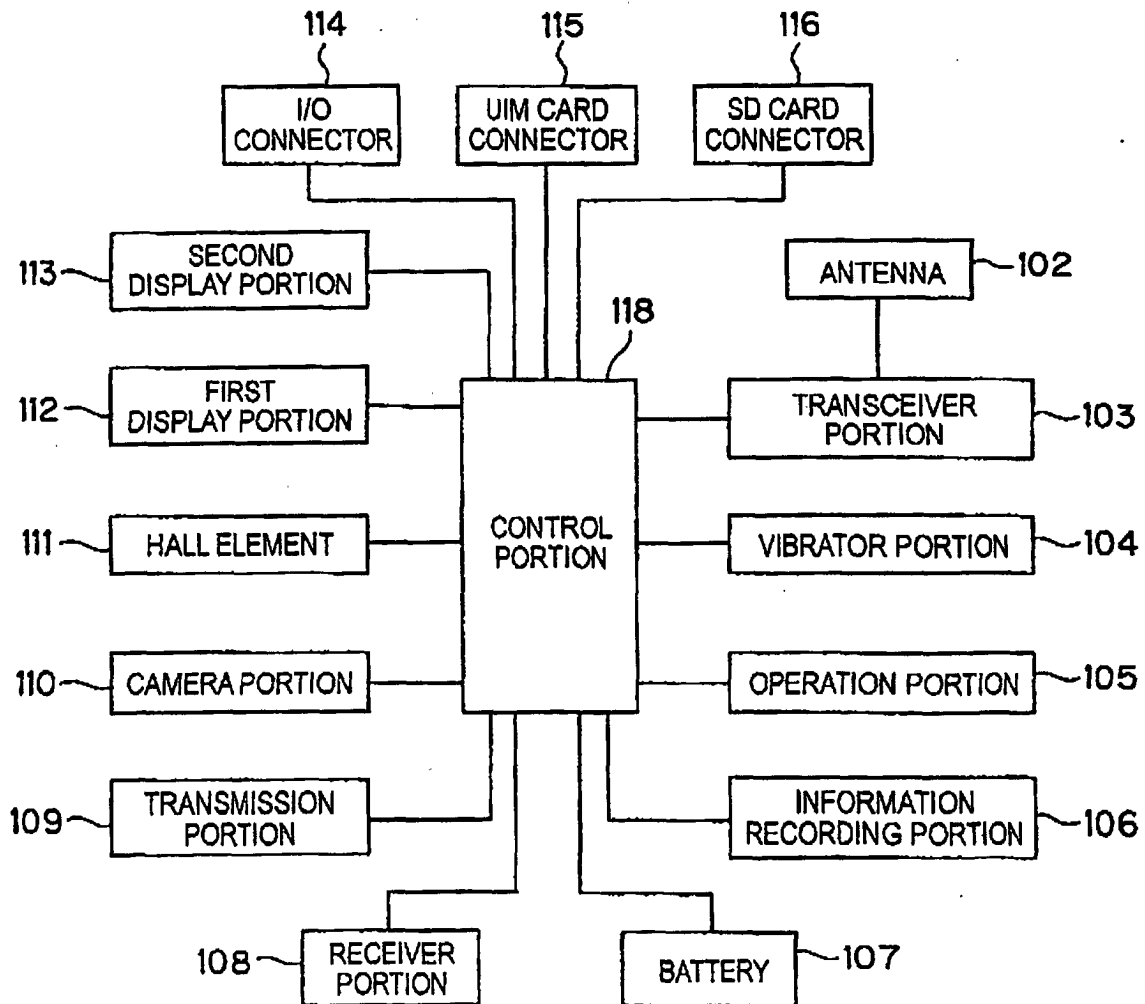 114
115
116
I/O
CONNECTOR
UIM CARD
CONNECTOR
SD CARD
CONNECTOR
113
SECOND
DISPLAY PORTION
ANTENNA
102
118
112
FIRST
DISPLAY PORTION
TRANSCEIVER
PORTION
103
111
HALL ELEMENT
CONTROL
PORTION
VIBRATOR PORTION
104
110
CAMERA PORTION
OPERATION PORTION
105
109
TRANSMISSION
PORTION
INFORMATION
RECORDING PORTION
106
108
RECEIVER
PORTION
BATTERY
107